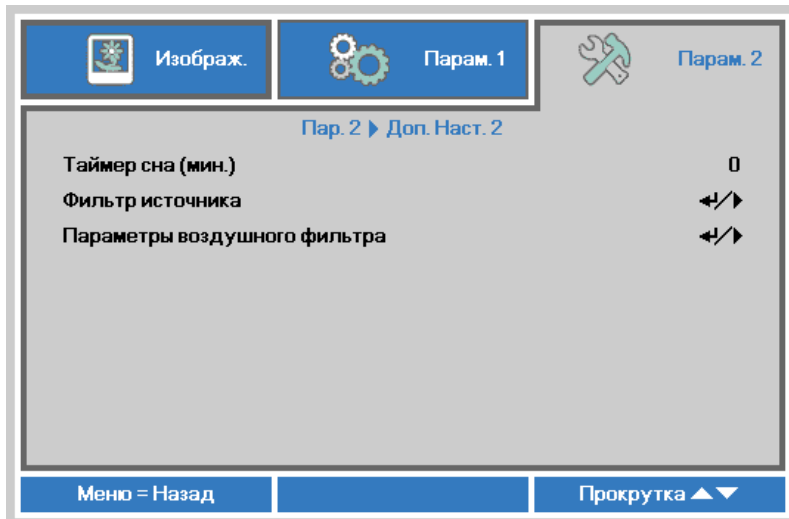 Изображ. Парам. 1 Парам. 2
Пар. 2 ▶ Доп. Наст. 2
Таймер сна (мин.) 0
Фильтр источника ↵/▶
Параметры воздушного фильтра ↵/▶
Меню = Назад Прокрутка ▲▼